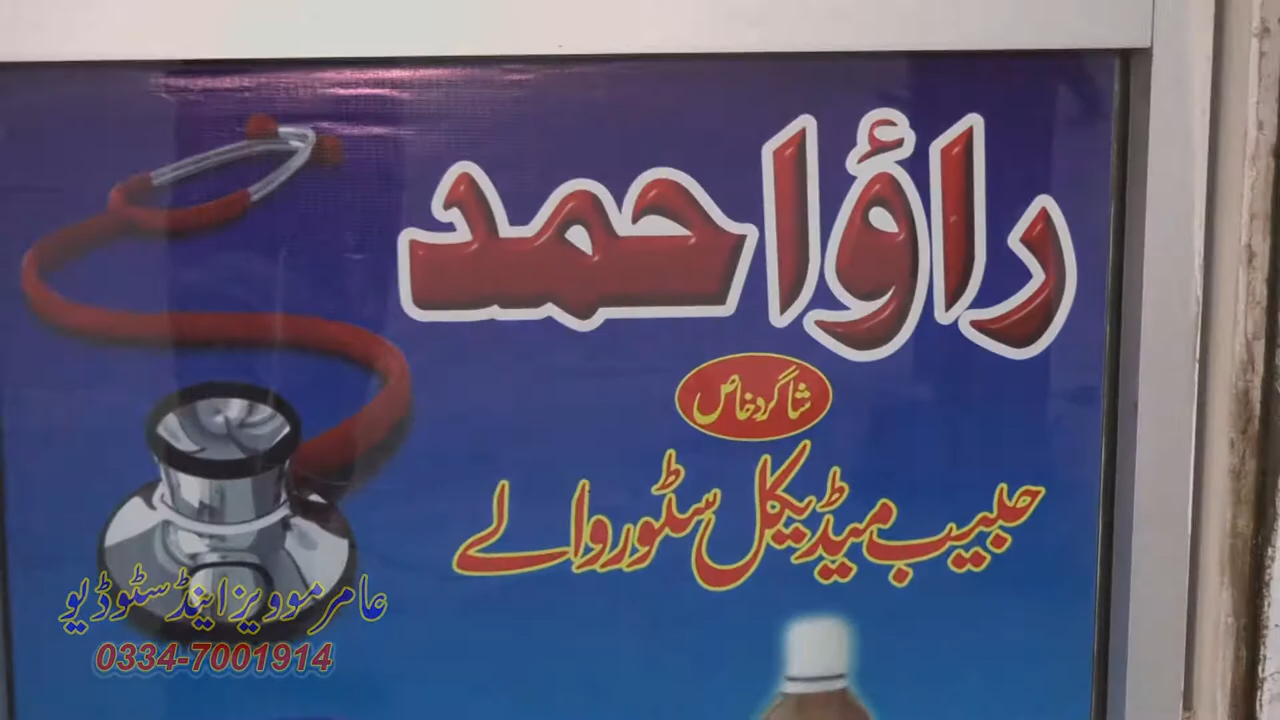 راؤ احمد
شاگرد خاص
حبیب میڈیکل سٹور والے
عامر موویز اینڈ سٹوڈیو
0334-7001914